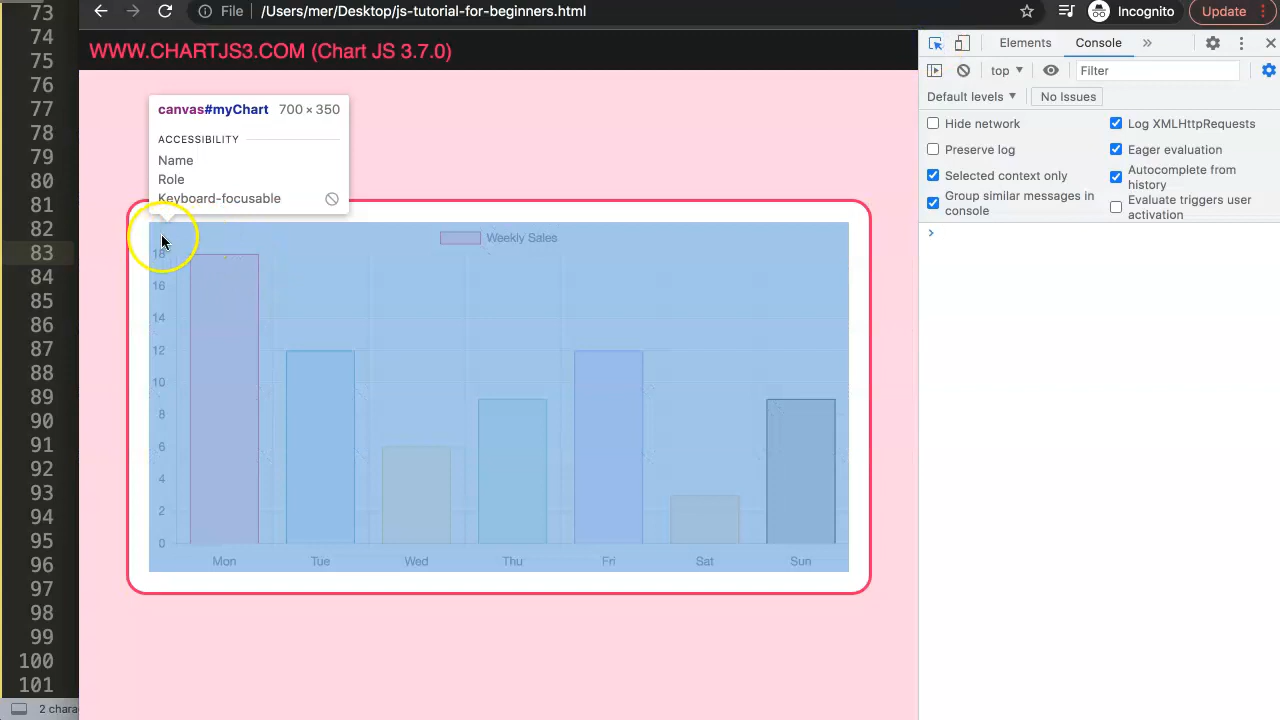 73
74
75
76
77
78
79
80
81
82
83
84
85
86
87
88
89
90
91
92
93
94
95
96
97
98
99
100
101
2 chara
File /Users/mer/Desktop/js-tutorial-for-beginners.html
Incognito
Update
WWW.CHARTJS3.COM (Chart JS 3.7.0)
canvas#myChart 700 × 350
ACCESSIBILITY
Name
Role
Keyboard-focusable
Weekly Sales
18
16
14
12
10
8
6
4
2
0
Mon Tue Wed Thu Fri Sat Sun
Elements Console »
top Filter
Default levels No Issues
Hide network
Log XMLHttpRequests
Preserve log
Eager evaluation
Selected context only
Autocomplete from
history
Group similar messages in
console
Evaluate triggers user
activation